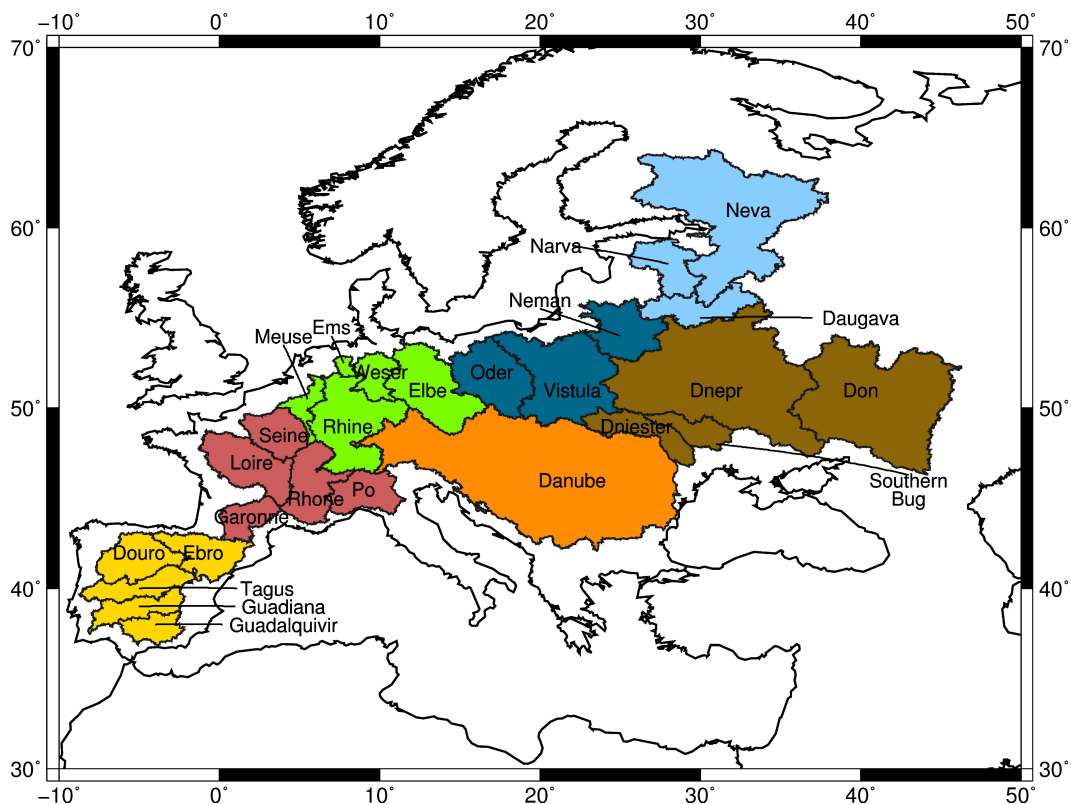 −10° 0° 10° 20° 30° 40° 50°
70° 70°
Neva
60° 60°
Narva
Neman
Daugava
Ems
Meuse
Weser
Oder
Elbe
Vistula
Dnepr
Don
50° 50°
Rhine
Dniester
Seine
Loire
Danube
Southern
Bug
Po
Rhone
Garonne
Douro
Ebro
40° 40°
Tagus
Guadiana
Guadalquivir
30° 30°
−10° 0° 10° 20° 30° 40° 50°